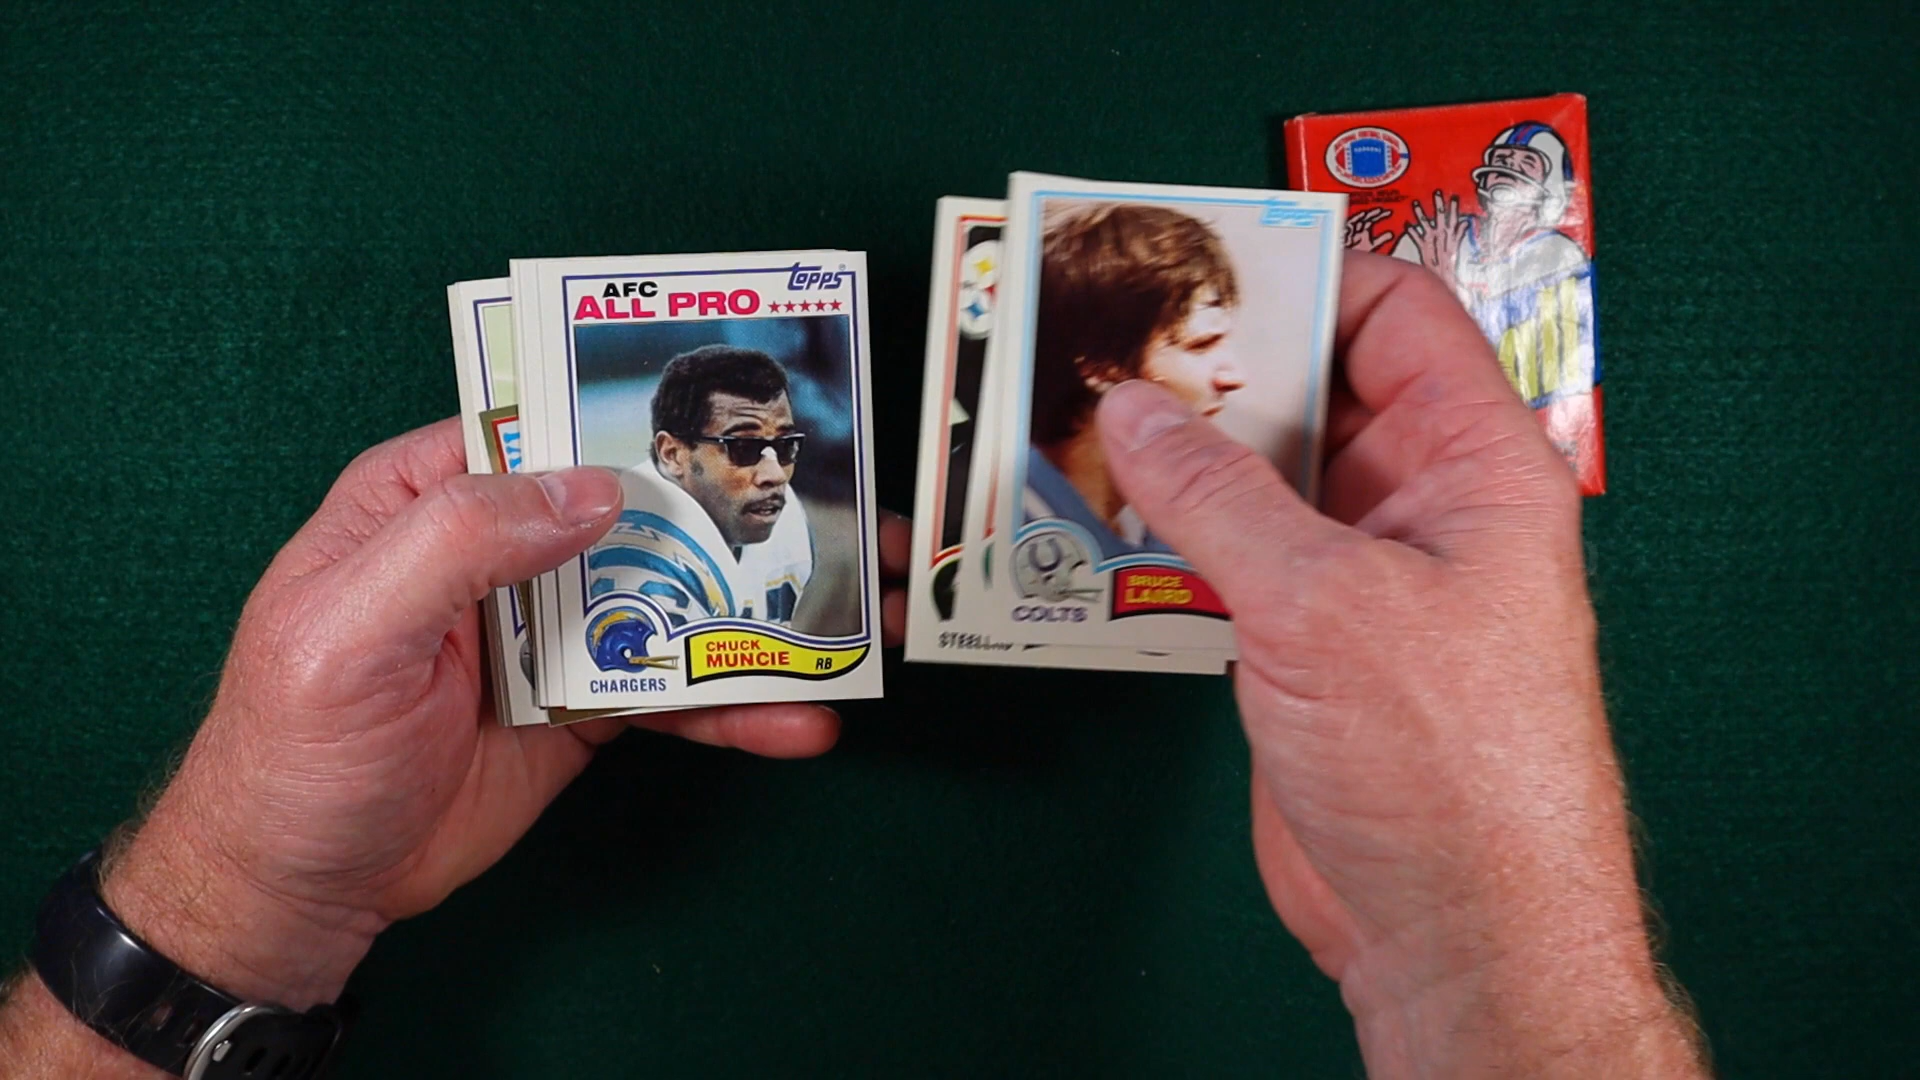 topps
AFC
ALL PRO
CHUCK
MUNCIE RB
CHARGERS
topps
BRUCE
LAIRD
COLTS